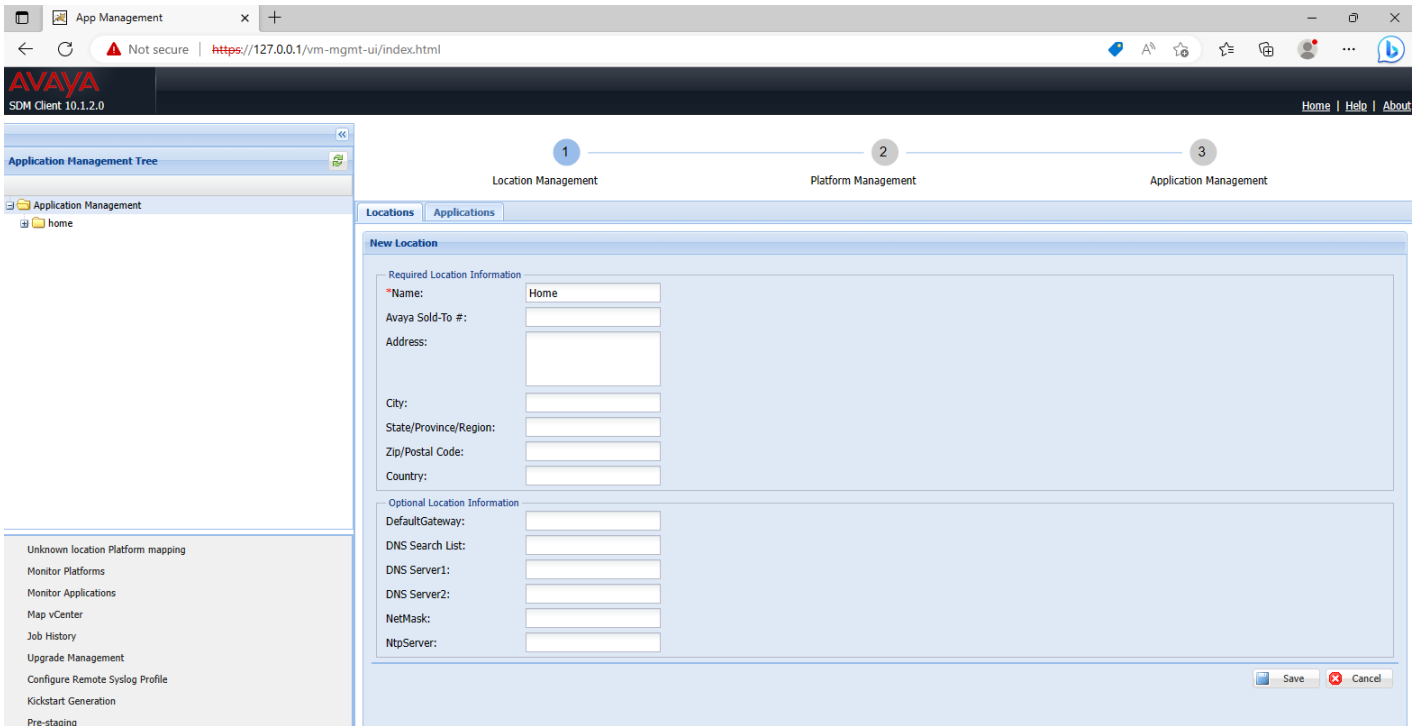 App Management
Not secure | https://127.0.0.1/vm-mgmt-ui/index.html
AVAYA
SDM Client 10.1.2.0
Home | Help | About
Application Management Tree
Application Management
home
Unknown location Platform mapping
Monitor Platforms
Monitor Applications
Map vCenter
Job History
Upgrade Management
Configure Remote Syslog Profile
Kickstart Generation
Pre-staging
1 2 3
Location Management Platform Management Application Management
Locations Applications
New Location
Required Location Information
*Name: Home
Avaya Sold-To #:
Address:
City:
State/Province/Region:
Zip/Postal Code:
Country:
Optional Location Information
DefaultGateway:
DNS Search List:
DNS Server1:
DNS Server2:
NetMask:
NtpServer:
Save Cancel